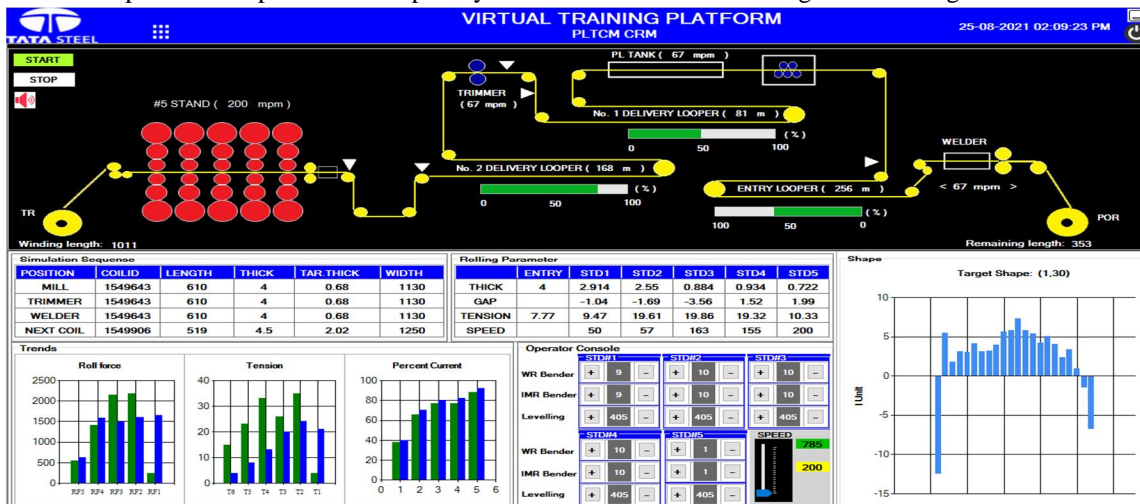 VIRTUAL TRAINING PLATFORM
PLTCM CRM
TATA STEEL
25-08-2021 02:09:23 PM
START
STOP
#5 STAND ( 200 mpm )
TRIMMER
( 67 mpm )
PL TANK ( 67 mpm )
No. 1 DELIVERY LOOPER ( 81 m )
( % )
0 50 100
No. 2 DELIVERY LOOPER ( 168 m )
( % )
0 50 100
ENTRY LOOPER ( 256 m )
( % )
100 50 0
WELDER
< 67 mpm >
TR
POR
Winding length: 1011
Remaining length: 353
Simulation Sequence
POSITION COILID LENGTH THICK TAR.THICK WIDTH
MILL 1549643 610 4 0.68 1130
TRIMMER 1549643 610 4 0.68 1130
WELDER 1549643 610 4 0.68 1130
NEXT COIL 1549906 519 4.5 2.02 1250
Rolling Parameter
ENTRY STD1 STD2 STD3 STD4 STD5
THICK 4 2.914 2.55 0.884 0.934 0.722
GAP -1.04 -1.69 -3.56 1.52 1.99
TENSION 7.77 9.47 19.61 19.86 19.32 10.33
SPEED 50 57 163 155 200
Shape
Target Shape: (1,30)
I Unit
10
5
0
-5
-10
-15
Trends
Roll force
2500
2000
1500
1000
500
0
RF5 RF4 RF3 RF2 RF1
Tension
40
30
20
10
0
T6 T5 T4 T3 T2 T1
Percent Current
100
80
60
40
20
0
0 1 2 3 4 5 6
Operator Console
STD#1 STD#2 STD#3
WR Bender + 9 - + 10 - + 10 -
IMR Bender + 9 - + 10 - + 10 -
Levelling + 405 - + 405 - + 405 -
STD#4 STD#5 SPEED
WR Bender + 10 - + 1 - 785
IMR Bender + 10 - + 1 - 200
Levelling + 405 - + 405 -